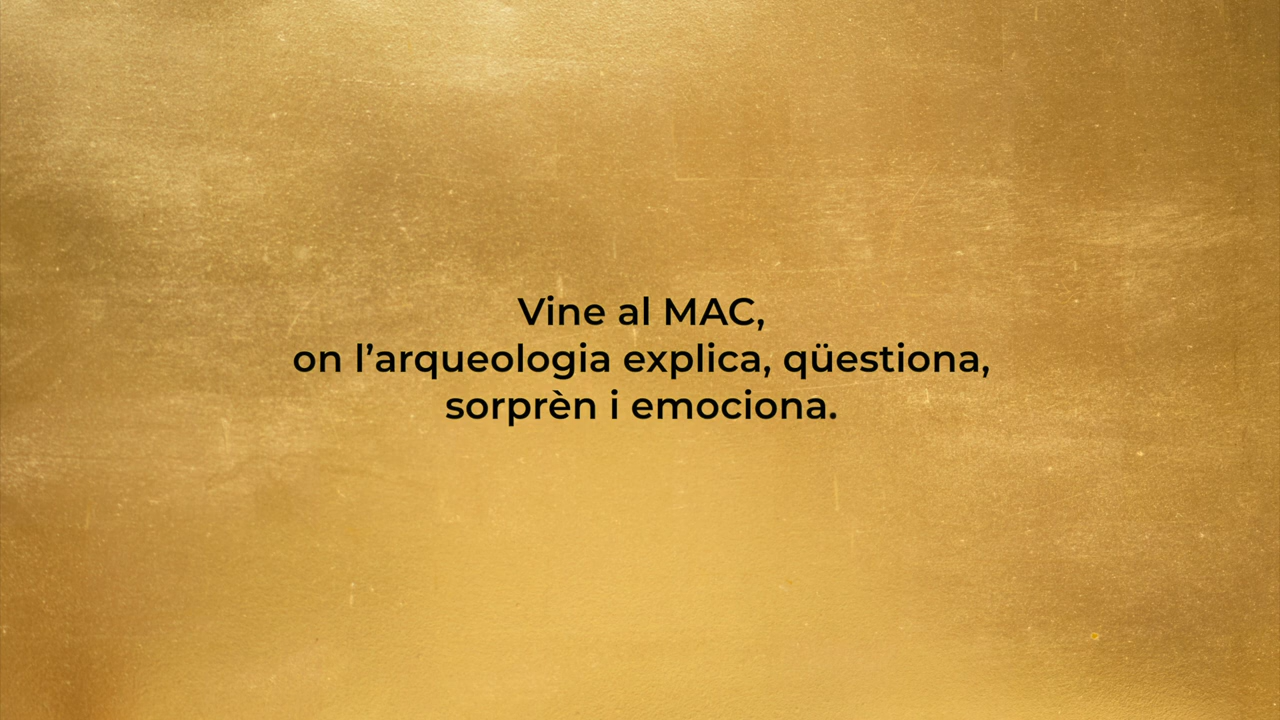 Vine al MAC,
on l’arqueologia explica, qüestiona,
sorprèn i emociona.